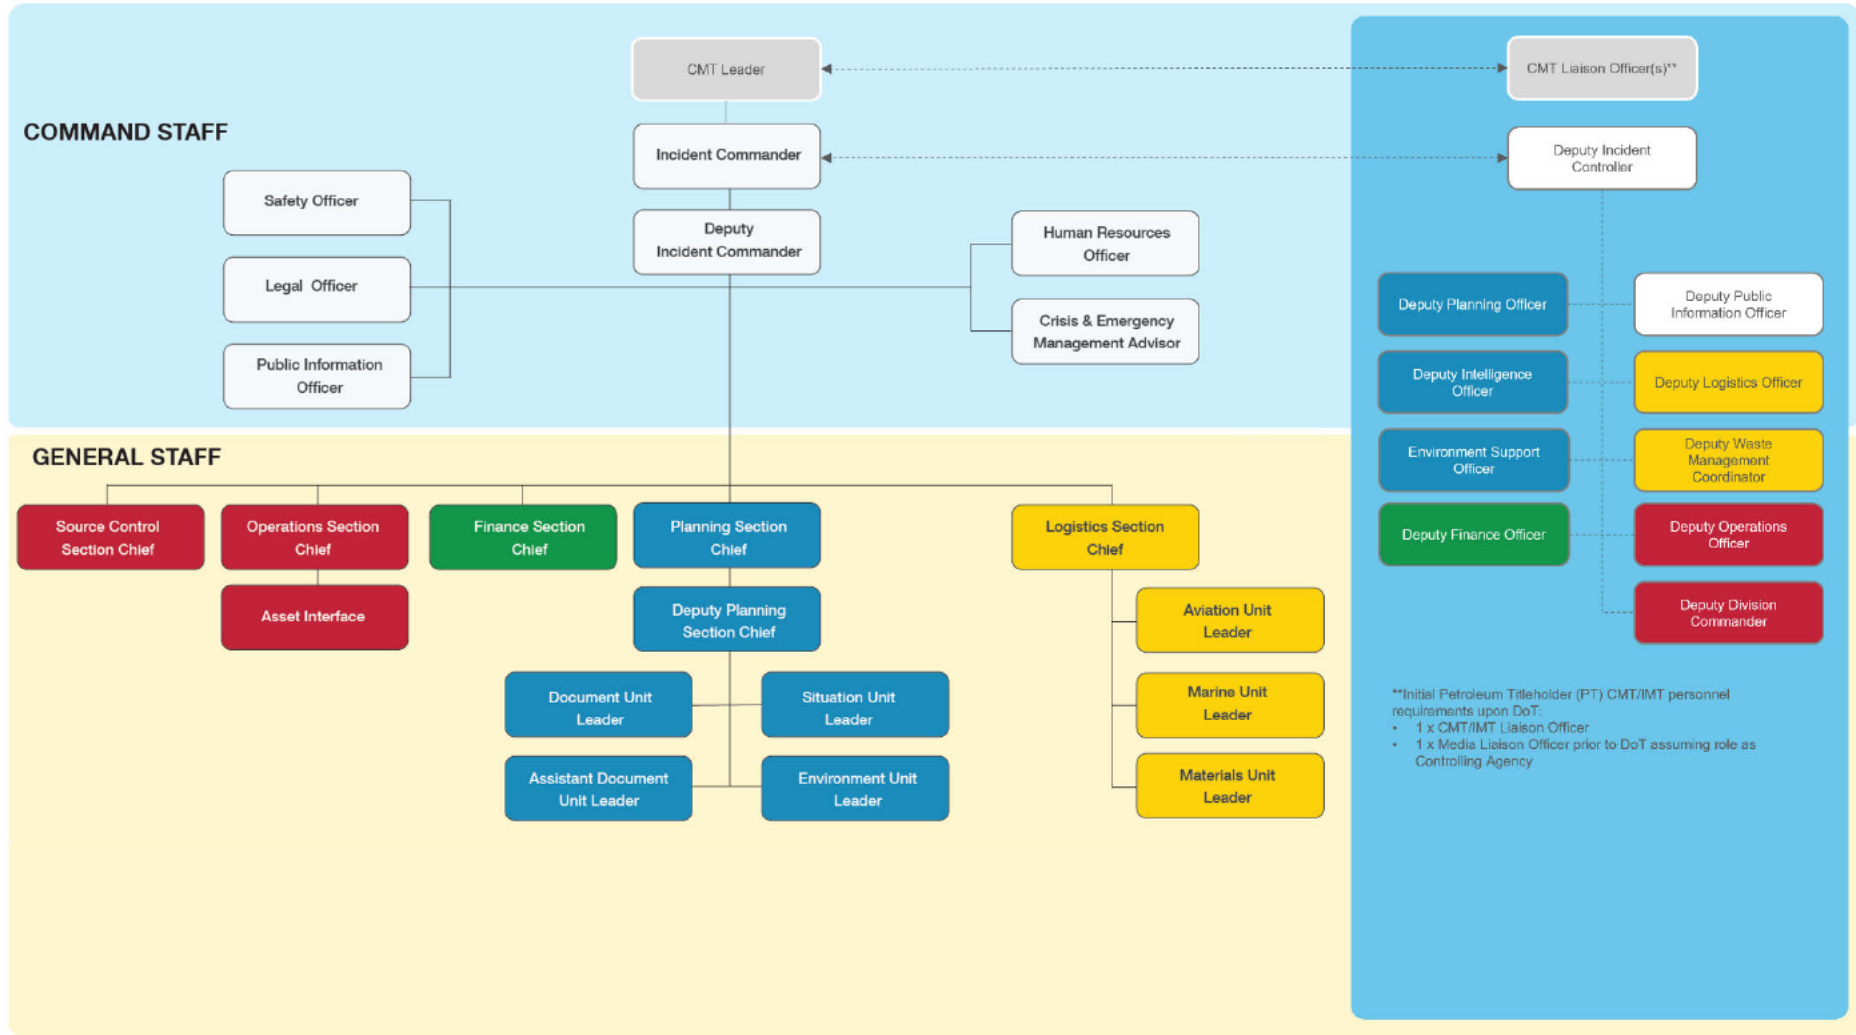 CMT Leader
CMT Liaison Officer(s)**
COMMAND STAFF
Incident Commander
Deputy Incident
Controller
Safety Officer
Deputy
Incident Commander
Human Resources
Officer
Legal Officer
Crisis & Emergency
Management Advisor
Public Information
Officer
Deputy Planning Officer
Deputy Public
Information Officer
Deputy Intelligence
Officer
Deputy Logistics Officer
Environment Support
Officer
Deputy Waste
Management
Coordinator
Deputy Finance Officer
Deputy Operations
Officer
Deputy Division
Commander
**Initial Petroleum Titleholder (PT) CMT/IMT personnel
requirements upon DoT:
• 1 x CMT/IMT Liaison Officer
• 1 x Media Liaison Officer prior to DoT assuming role as
Controlling Agency
GENERAL STAFF
Source Control
Section Chief
Operations Section
Chief
Finance Section
Chief
Planning Section
Chief
Logistics Section
Chief
Asset Interface
Deputy Planning
Section Chief
Aviation Unit
Leader
Document Unit
Leader
Situation Unit
Leader
Marine Unit
Leader
Assistant Document
Unit Leader
Environment Unit
Leader
Materials Unit
Leader